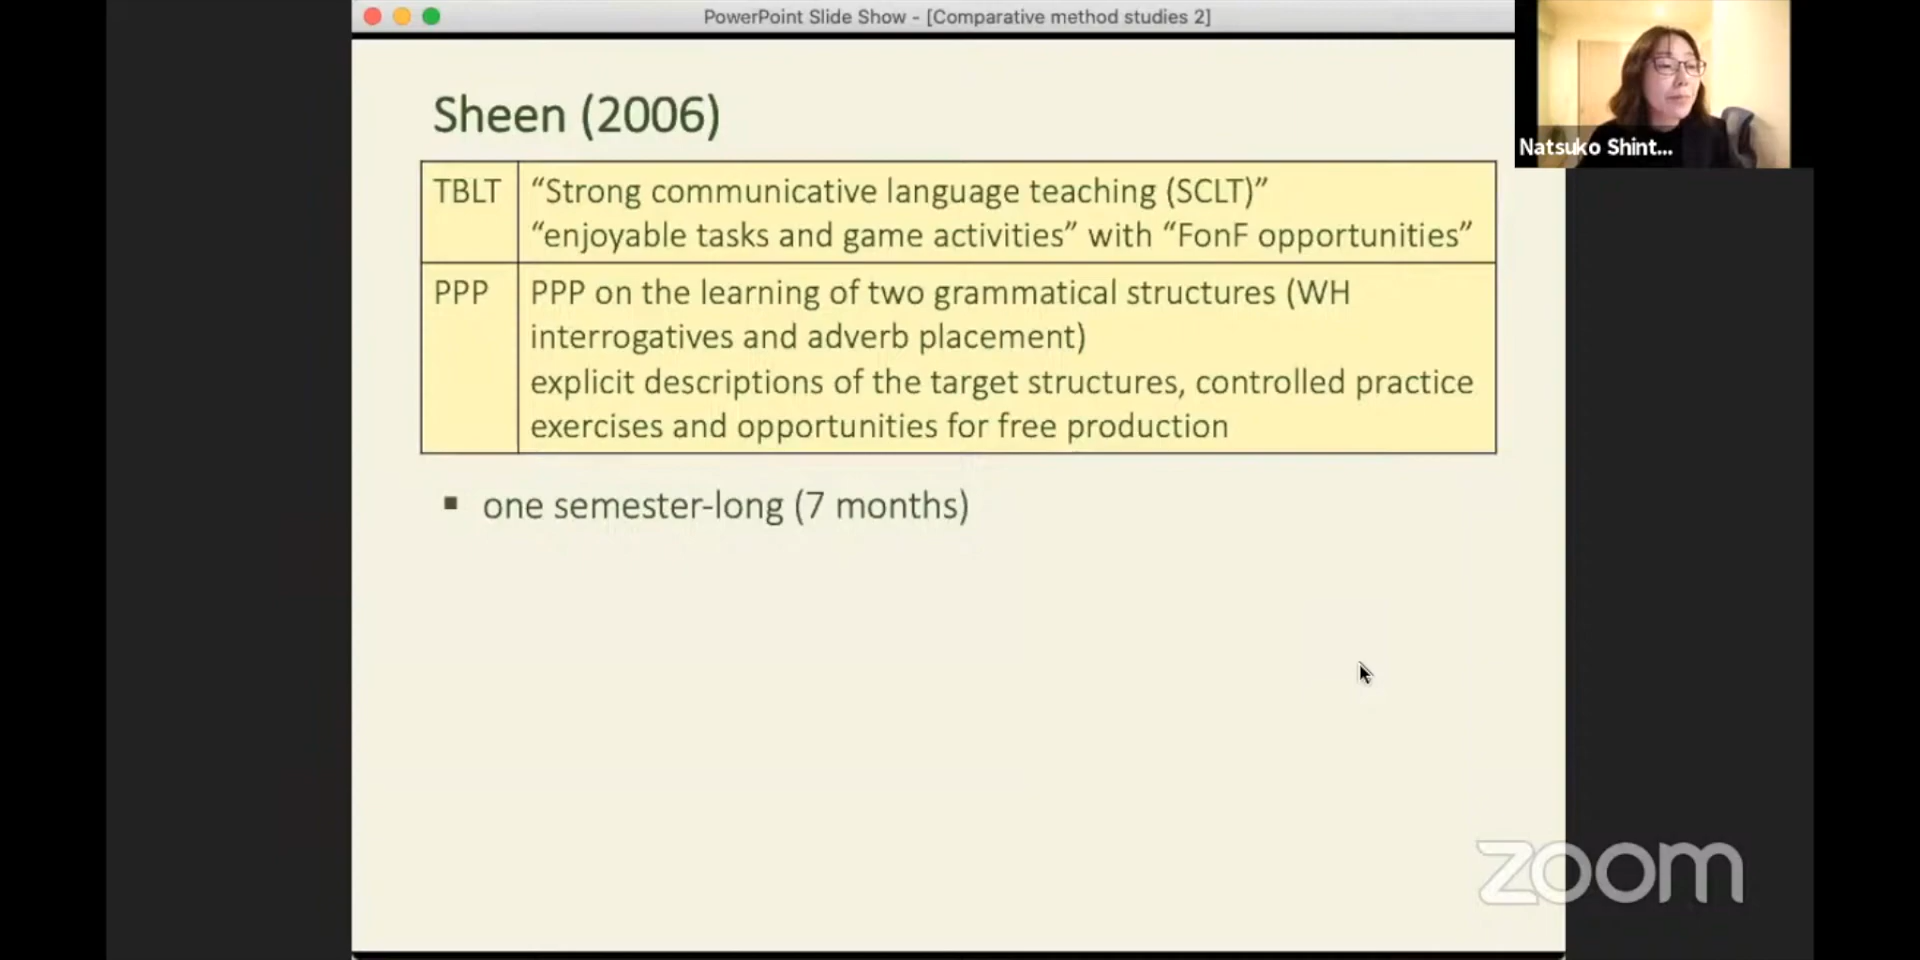 PowerPoint Slide Show - [Comparative method studies 2]
Natsuko Shint...
Sheen (2006)
TBLT
“Strong communicative language teaching (SCLT)”
“enjoyable tasks and game activities” with “FonF opportunities”
PPP
PPP on the learning of two grammatical structures (WH
interrogatives and adverb placement)
explicit descriptions of the target structures, controlled practice
exercises and opportunities for free production
▪ one semester-long (7 months)
zoom